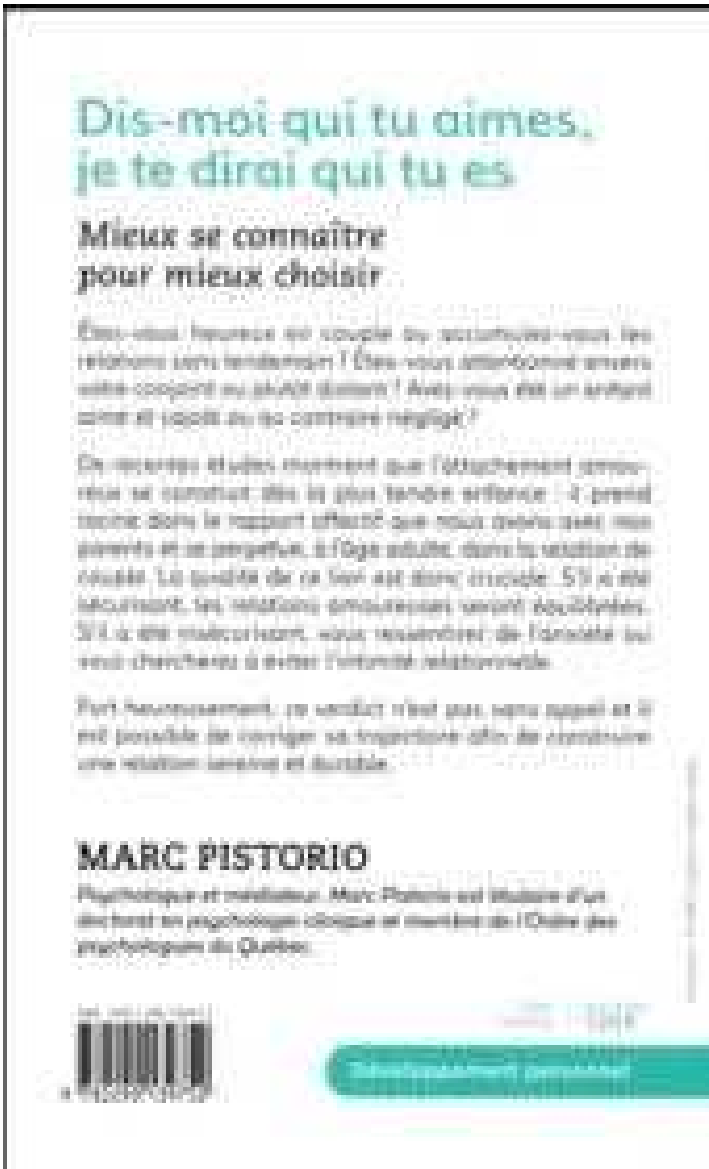 Dis-moi qui tu aimes,
je te dirai qui tu es
Mieux se connaître
pour mieux choisir
Êtes-vous heureux en couple ou accumulez-vous les
relations sans lendemain ? Êtes-vous attentionné envers
votre conjoint ou plutôt distant ? Avez-vous été un enfant
aimé et cajolé ou au contraire négligé ?
De récentes études montrent que l'attachement amou-
reux se construit dès la plus tendre enfance : il prend
racine dans le rapport affectif que nous avons avec nos
parents et se perpétue, à l'âge adulte, dans la relation de
couple. La qualité de ce lien est donc cruciale. S'il a été
sécurisant, les relations amoureuses seront équilibrées.
S'il a été insécurisant, vous ressentirez de l'anxiété ou
vous chercherez à éviter l'intimité relationnelle.
Fort heureusement, ce verdict n'est pas sans appel et il
est possible de corriger sa trajectoire afin de construire
une relation sereine et durable.
MARC PISTORIO
Psychologue et médiateur, Marc Pistorio est titulaire d'un
doctorat en psychologie clinique et membre de l'Ordre des
psychologues du Québec.
Développement personnel